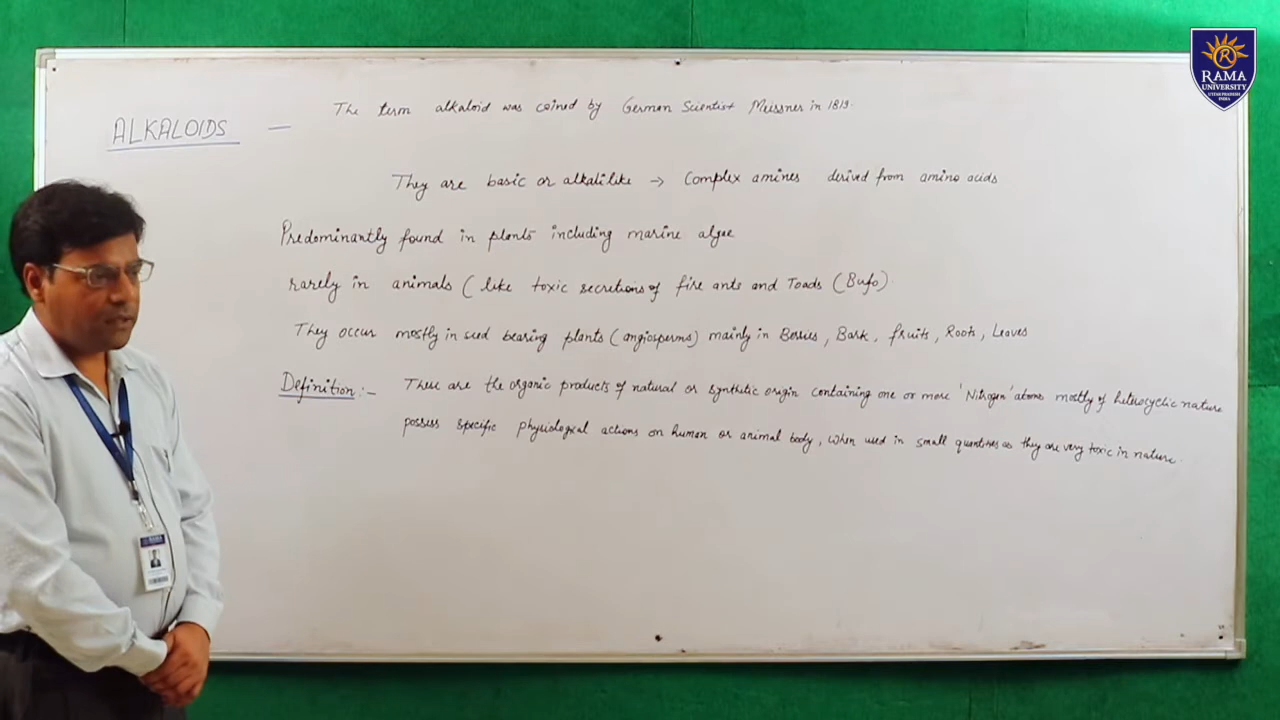 The term alkaloid was coined by German Scientist Meissner in 1819.
ALKALOIDS —
They are basic or alkalilike → Complex amines derived from amino acids
Predominantly found in plants including marine algae
rarely in animals ( like toxic secretions of fire ants and Toads (Bufo)
They occur mostly in seed bearing plants (angiosperms) mainly in Berries, Bark, fruits, Roots, Leaves
Definition :- These are the organic products of natural or synthetic origin containing one or more 'Nitrogen' atoms mostly of heterocyclic nature
possess specific physiological actions on human or animal body, when used in small quantities as they are very toxic in nature.
R
RAMA
UNIVERSITY
UTTAR PRADESH
INDIA
RAMA